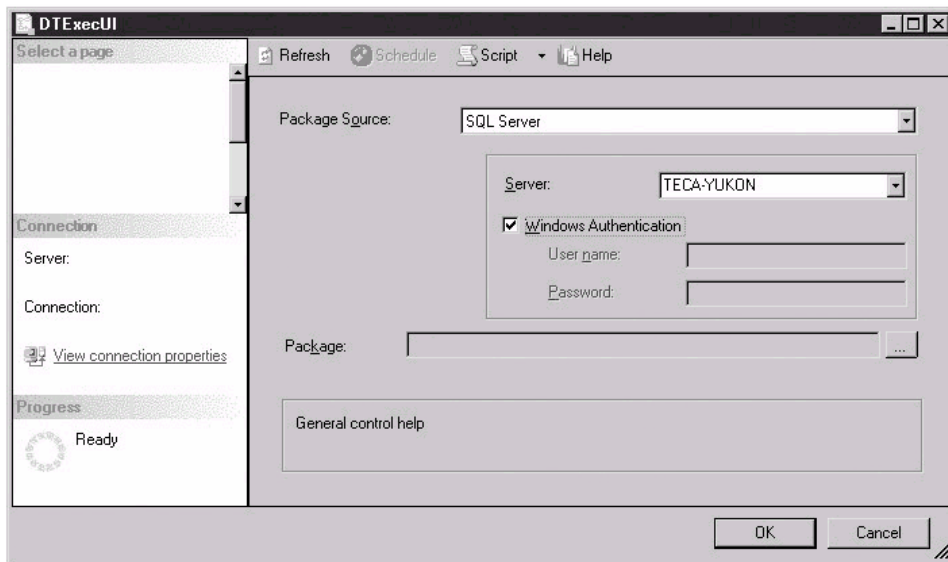 DTExecUI
Select a page
Refresh Schedule Script Help
Package Source: SQL Server
Server: TECA-YUKON
Windows Authentication
User name:
Password:
Package: ...
General control help
Connection
Server:
Connection:
View connection properties
Progress
Ready
OK Cancel